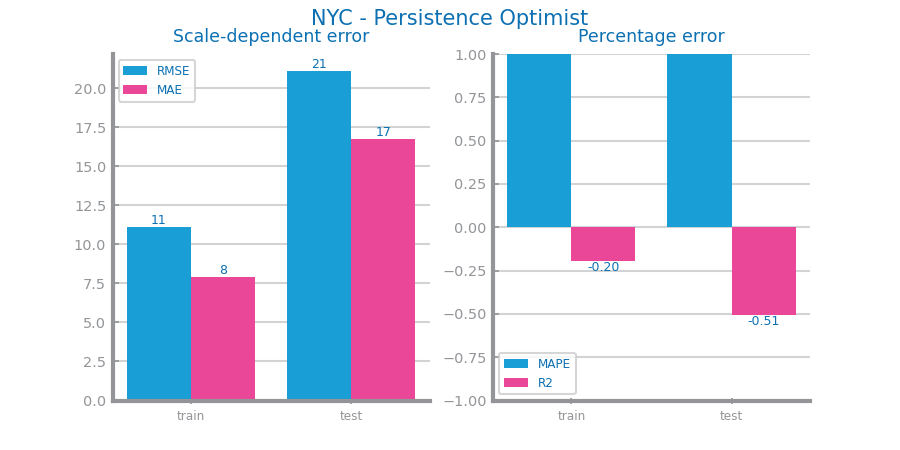 NYC - Persistence Optimist
Scale-dependent error
Percentage error
RMSE
MAE
20.0
17.5
15.0
12.5
10.0
7.5
5.0
2.5
0.0
11
8
21
17
train
test
1.00
0.75
0.50
0.25
0.00
−0.25
−0.50
−0.75
−1.00
-0.20
-0.51
MAPE
R2
train
test